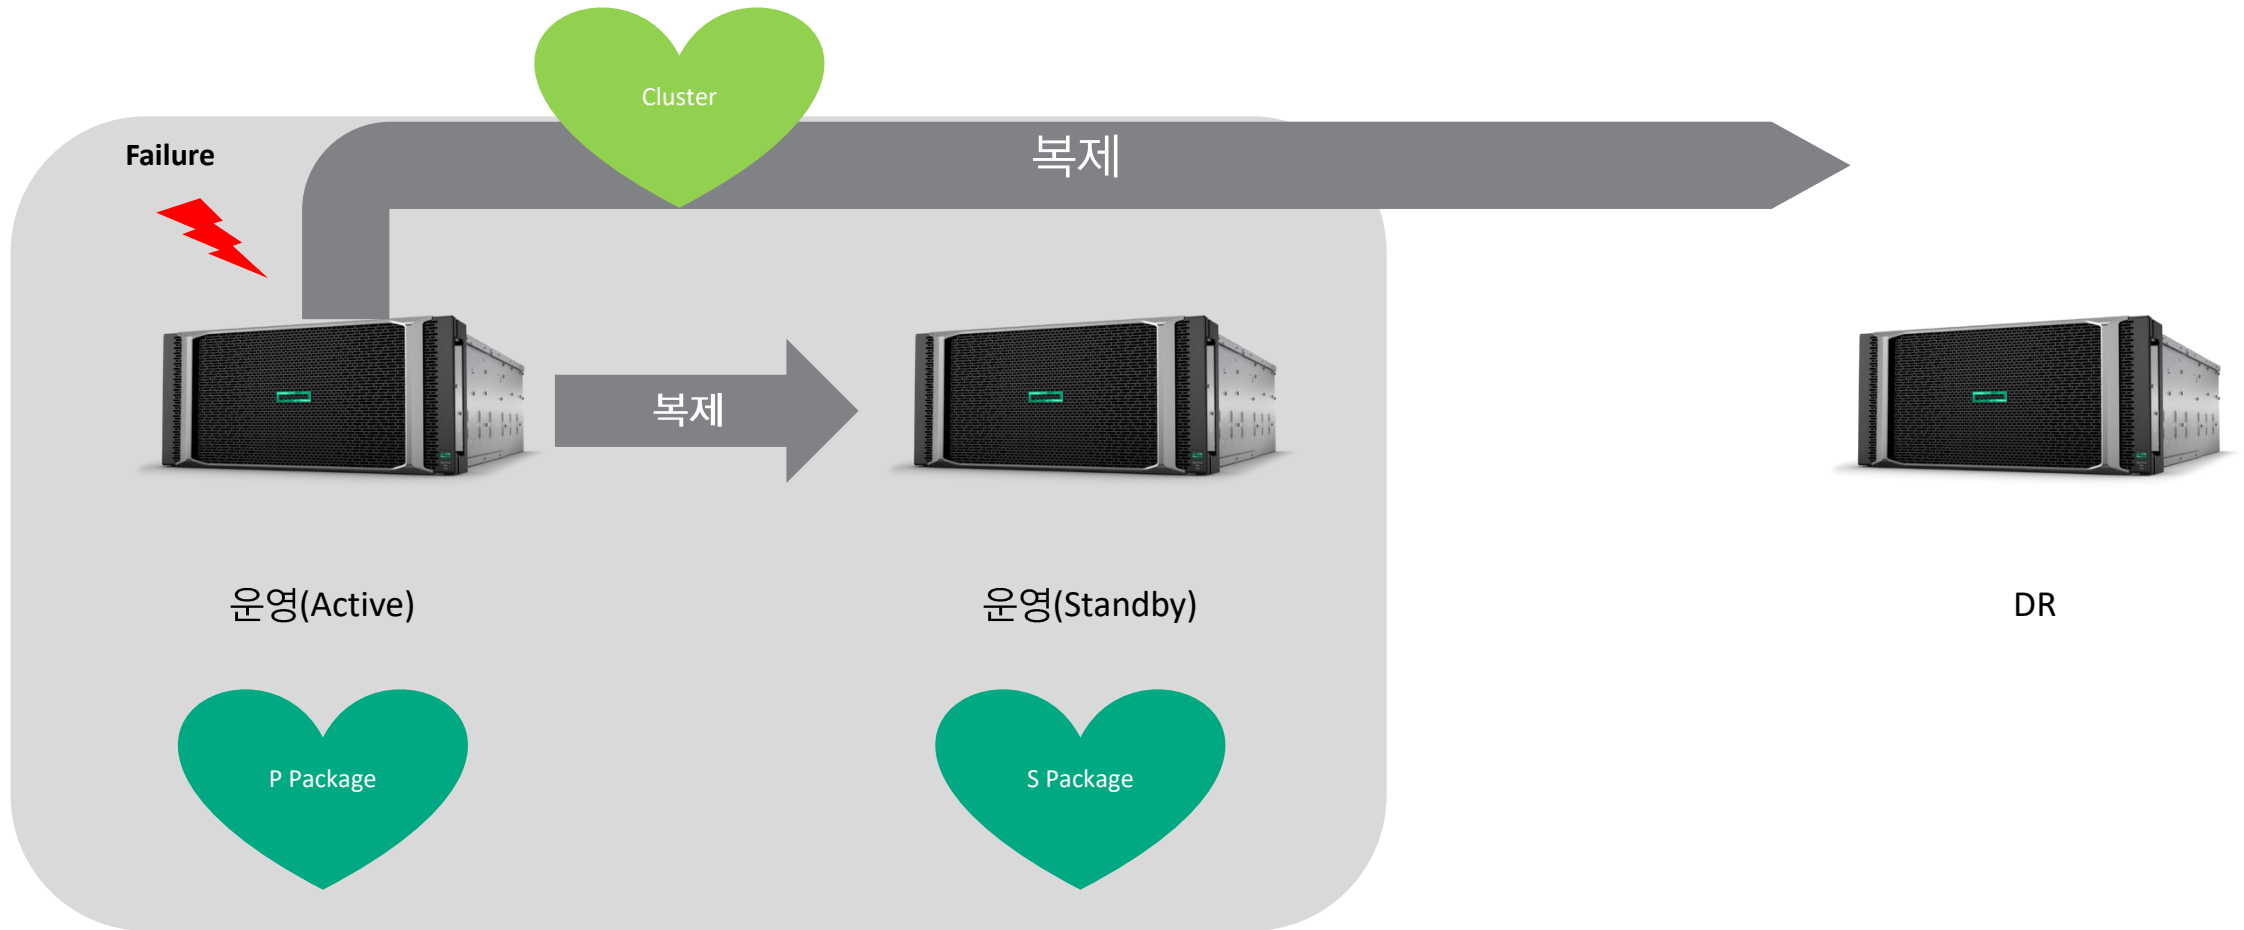 Cluster
Failure
복제
복제
운영(Active)
운영(Standby)
DR
P Package
S Package